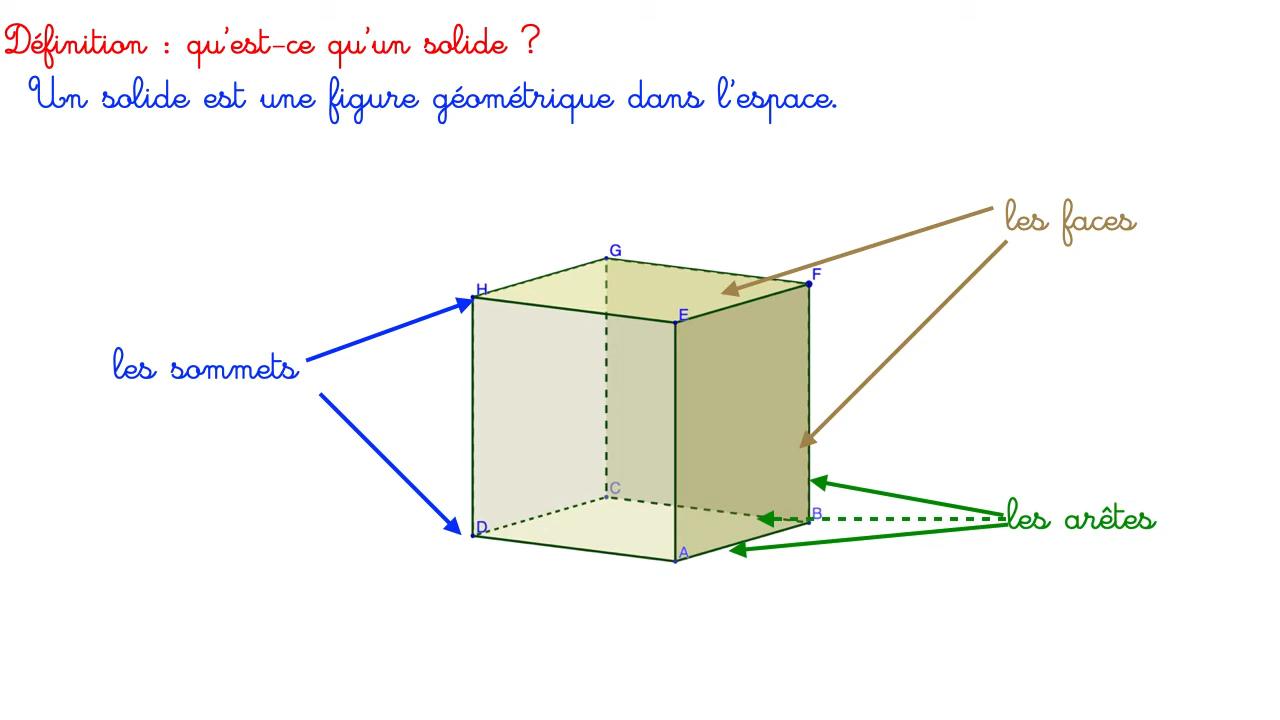 Définition : qu'est-ce qu'un solide ?
Un solide est une figure géométrique dans l'espace.
les faces
G
F
H
E
les sommets
C
B
les arêtes
D
A